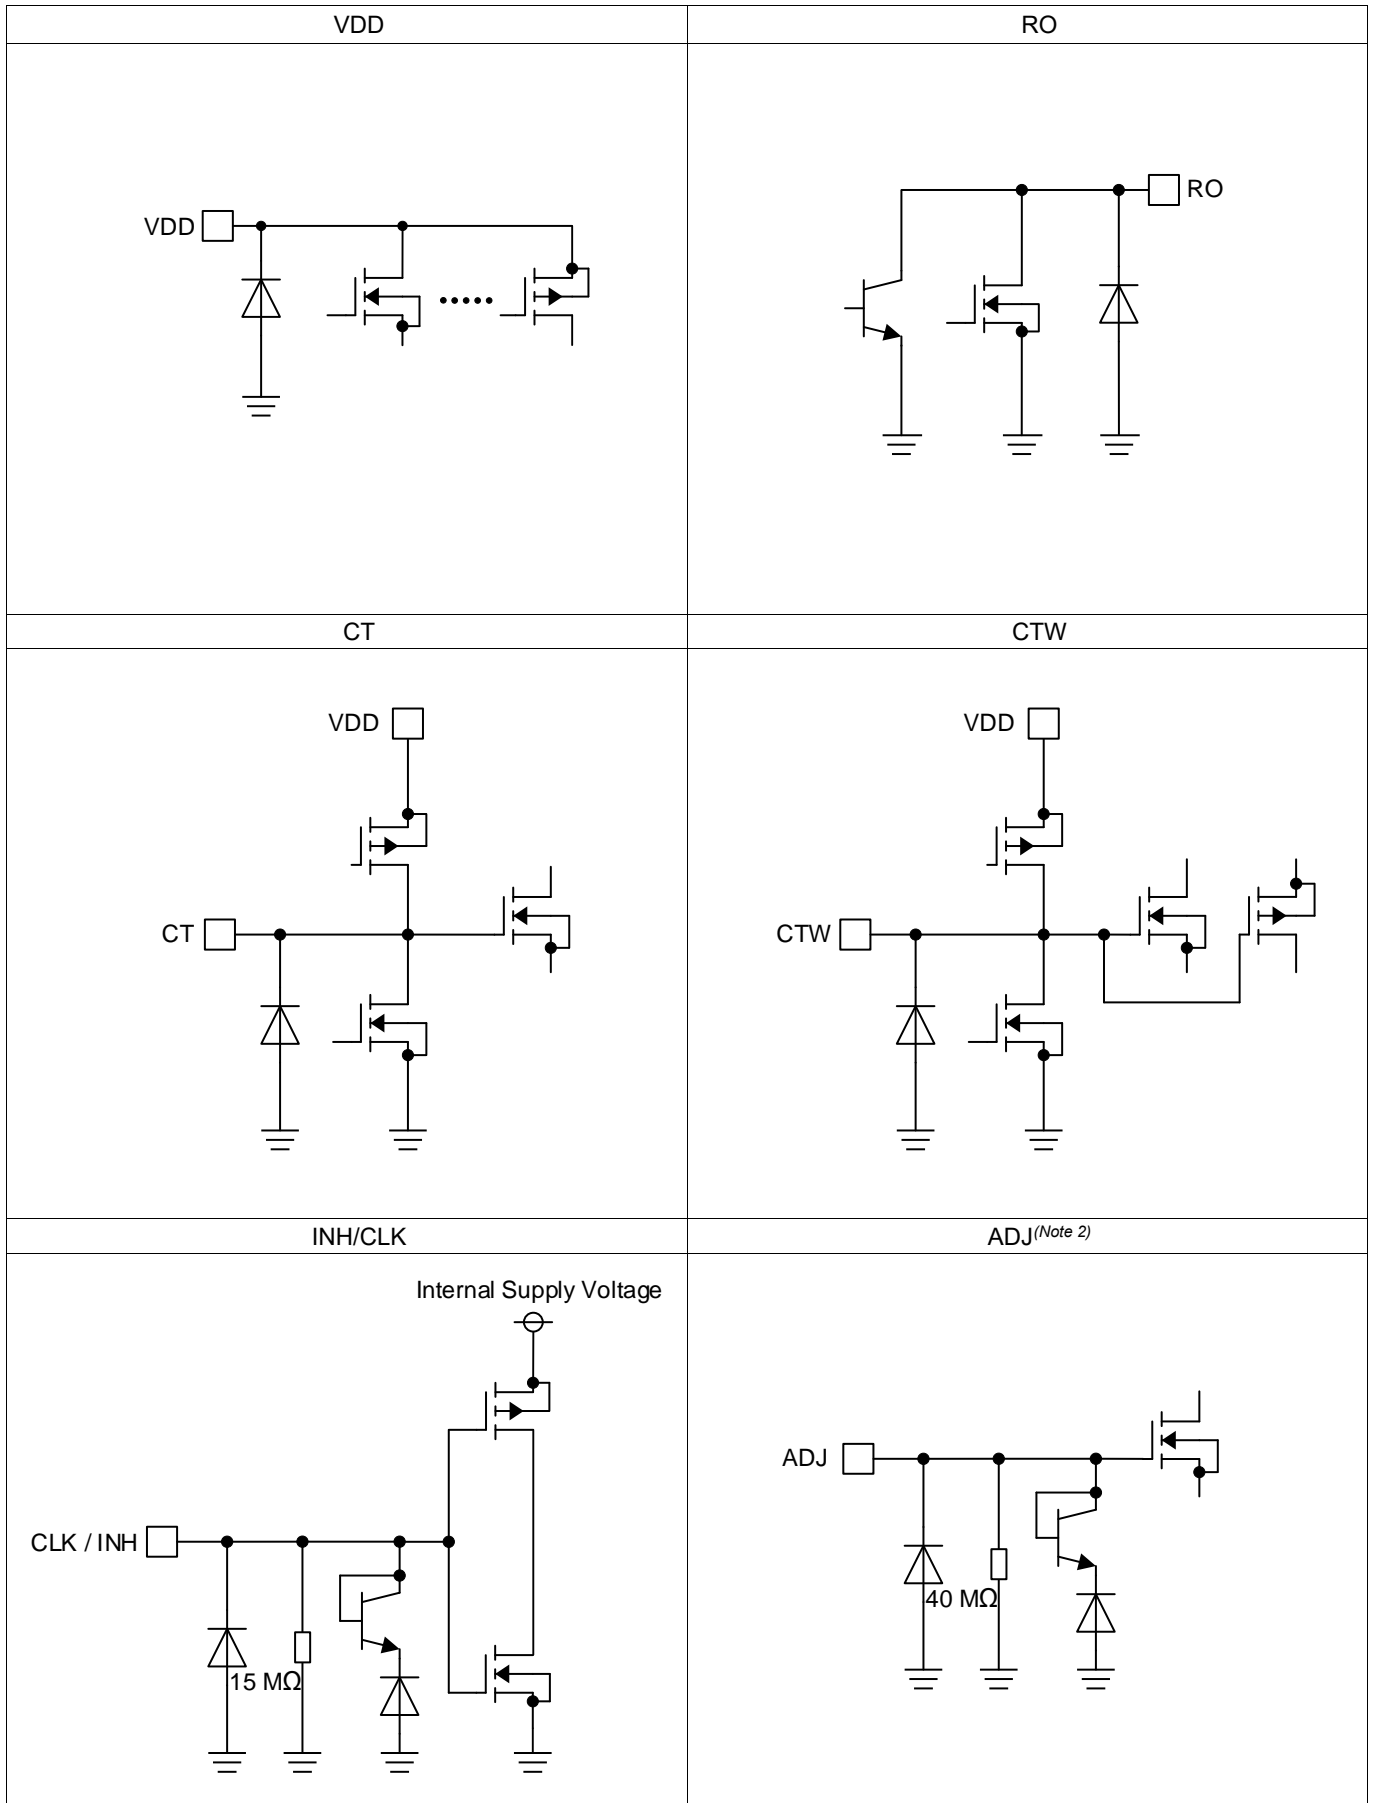 VDD
RO
VDD
RO
CT
CTW
VDD
VDD
CT
CTW
INH/CLK
ADJ(Note 2)
Internal Supply Voltage
ADJ
40 MΩ
CLK / INH
15 MΩ